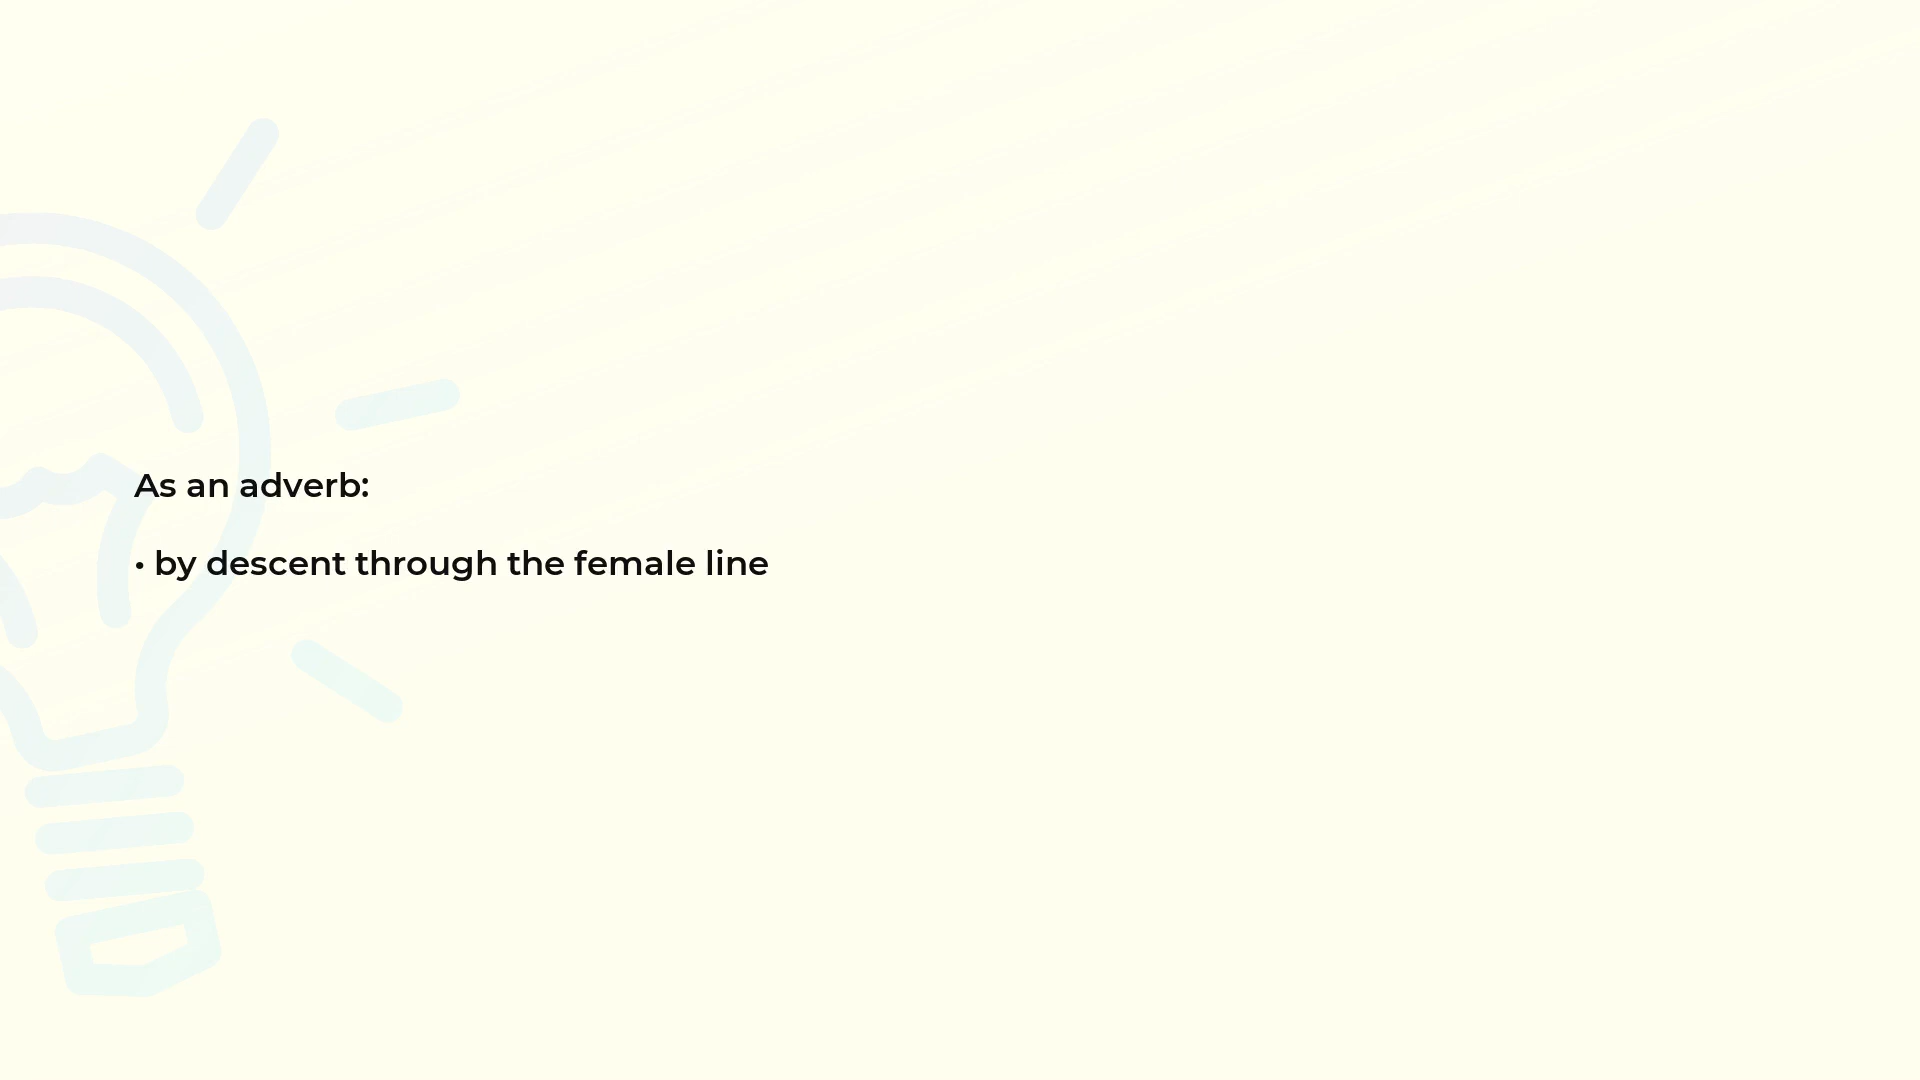 As an adverb:
• by descent through the female line